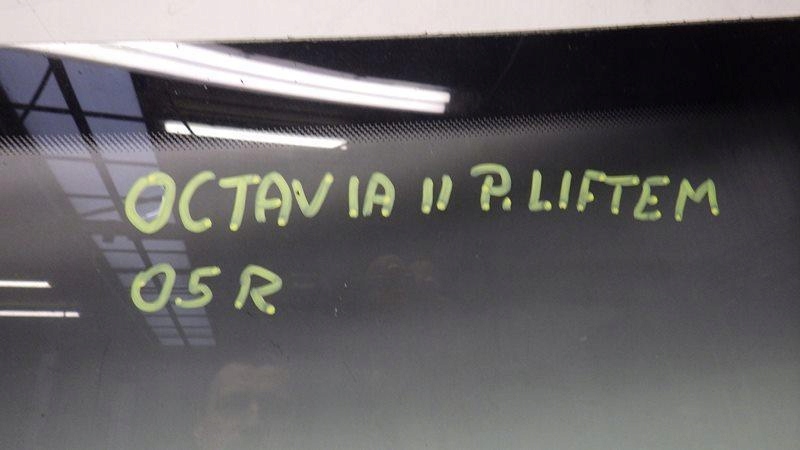 OCTAVIA II P. LIFTEM
05R